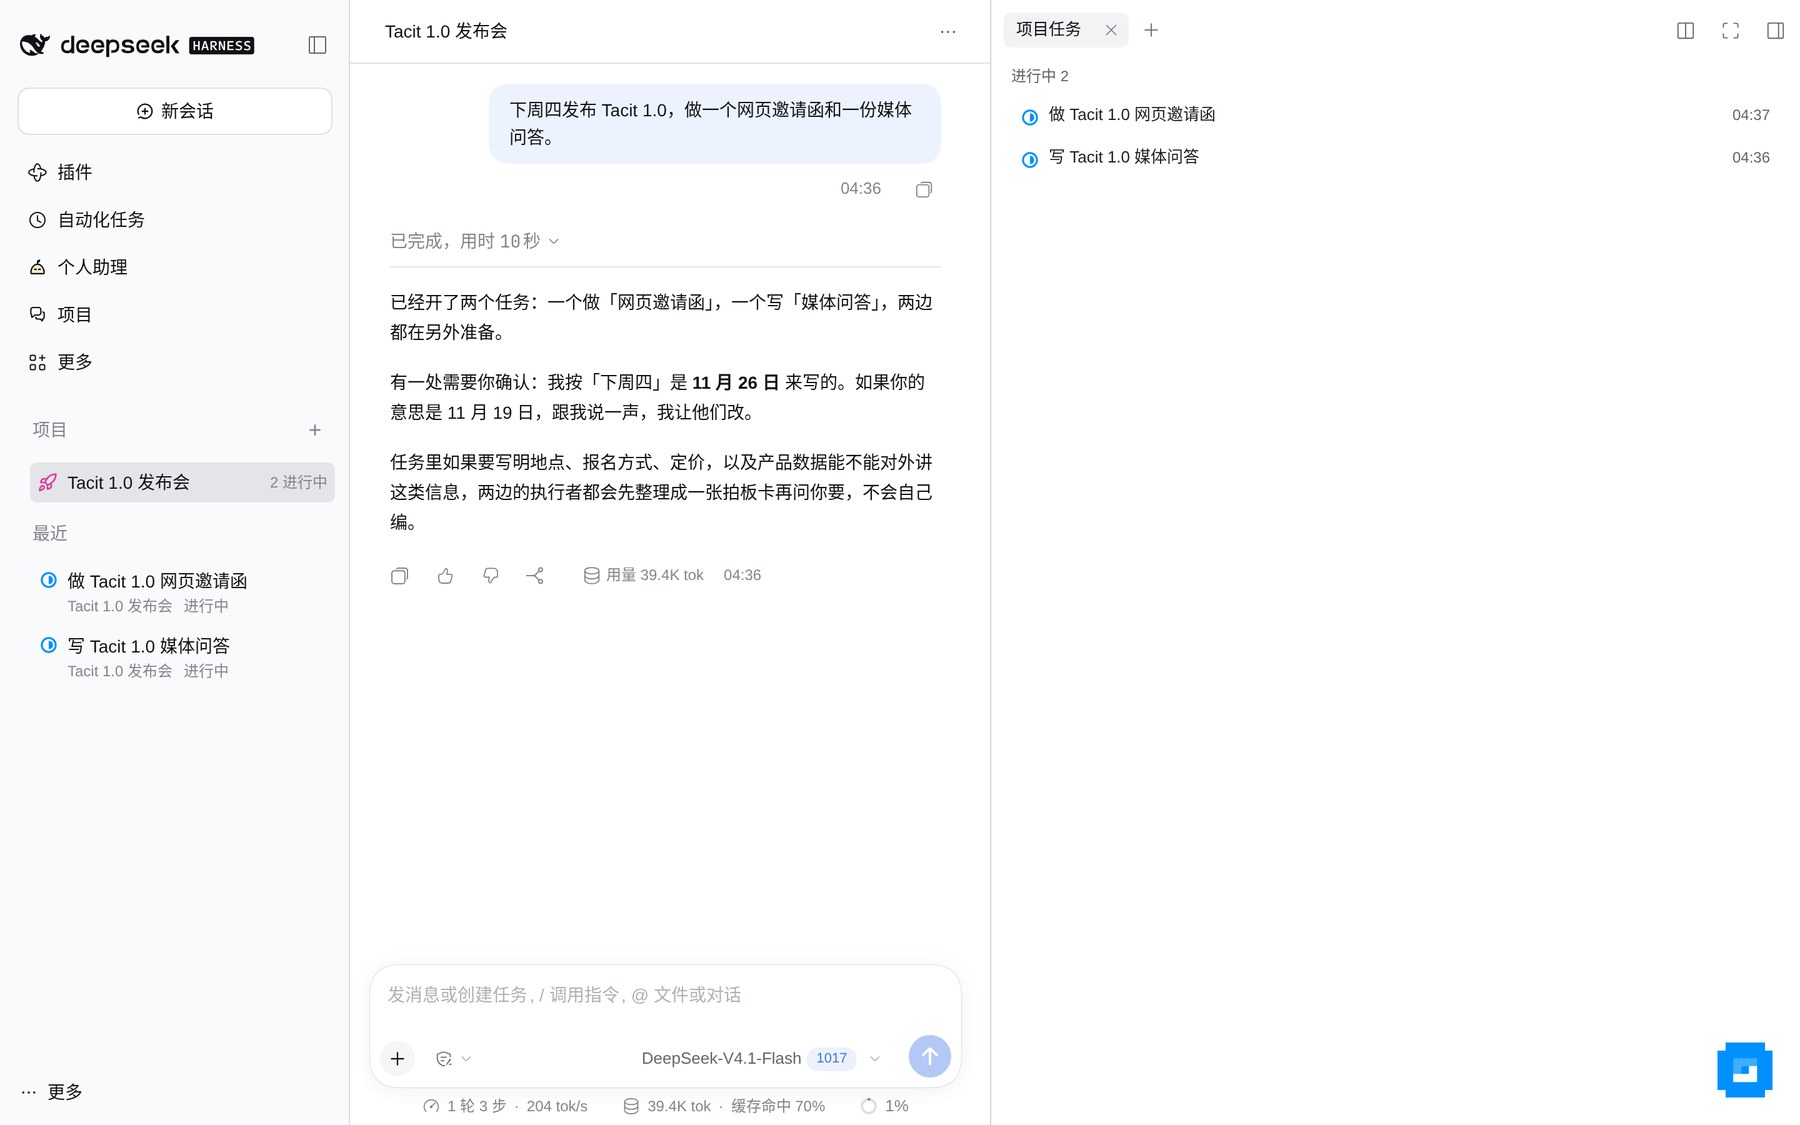 deepseek HARNESS
新会话
插件
自动化任务
个人助理
项目
更多
项目
Tacit 1.0 发布会 2 进行中
最近
做 Tacit 1.0 网页邀请函
Tacit 1.0 发布会 进行中
写 Tacit 1.0 媒体问答
Tacit 1.0 发布会 进行中
更多
Tacit 1.0 发布会
下周四发布 Tacit 1.0，做一个网页邀请函和一份媒体
问答。
04:36
已完成，用时 10秒
已经开了两个任务：一个做「网页邀请函」，一个写「媒体问答」，两边
都在另外准备。
有一处需要你确认：我按「下周四」是 11 月 26 日 来写的。如果你的
意思是 11 月 19 日，跟我说一声，我让他们改。
任务里如果要写明地点、报名方式、定价，以及产品数据能不能对外讲
这类信息，两边的执行者都会先整理成一张拍板卡再问你要，不会自己
编。
用量 39.4K tok 04:36
发消息或创建任务, / 调用指令, @ 文件或对话
DeepSeek-V4.1-Flash 1017
1 轮 3 步 · 204 tok/s 39.4K tok · 缓存命中 70% 1%
项目任务
进行中 2
做 Tacit 1.0 网页邀请函 04:37
写 Tacit 1.0 媒体问答 04:36